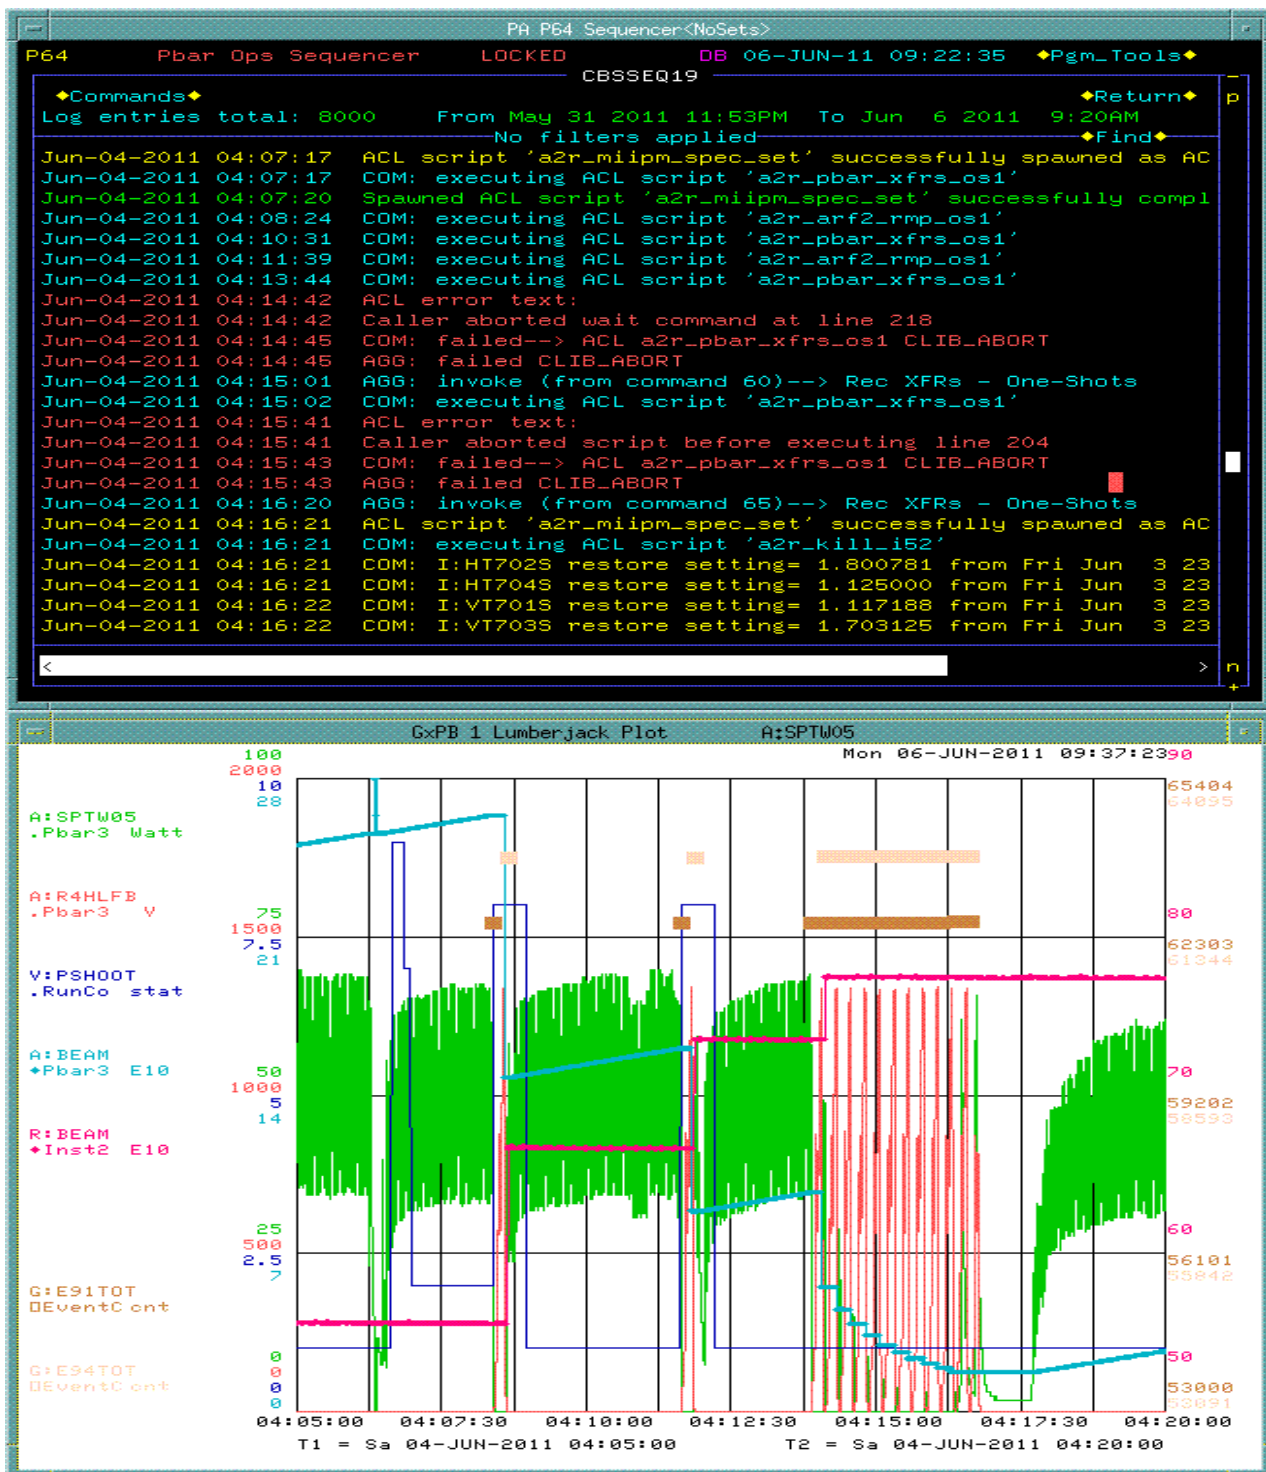 PA P64 Sequencer<NoSets>
P64 Pbar Ops Sequencer LOCKED DB 06-JUN-11 09:22:35 ◆Pgm_Tools◆
CBSSEQ19
◆Commands◆ ◆Return◆
Log entries total: 8000 From May 31 2011 11:53PM To Jun 6 2011 9:20AM
No filters applied ◆Find◆
Jun-04-2011 04:07:17 ACL script 'a2r_miipm_spec_set' successfully spawned as AC
Jun-04-2011 04:07:17 COM: executing ACL script 'a2r_pbar_xfrs_os1'
Jun-04-2011 04:07:20 Spawned ACL script 'a2r_miipm_spec_set' successfully compl
Jun-04-2011 04:08:24 COM: executing ACL script 'a2r_arf2_rmp_os1'
Jun-04-2011 04:10:31 COM: executing ACL script 'a2r_pbar_xfrs_os1'
Jun-04-2011 04:11:39 COM: executing ACL script 'a2r_arf2_rmp_os1'
Jun-04-2011 04:13:44 COM: executing ACL script 'a2r_pbar_xfrs_os1'
Jun-04-2011 04:14:42 ACL error text:
Jun-04-2011 04:14:42 Caller aborted wait command at line 218
Jun-04-2011 04:14:45 COM: failed--> ACL a2r_pbar_xfrs_os1 CLIB_ABORT
Jun-04-2011 04:14:45 AGG: failed CLIB_ABORT
Jun-04-2011 04:15:01 AGG: invoke (from command 60)--> Rec XFRs - One-Shots
Jun-04-2011 04:15:02 COM: executing ACL script 'a2r_pbar_xfrs_os1'
Jun-04-2011 04:15:41 ACL error text:
Jun-04-2011 04:15:41 Caller aborted script before executing line 204
Jun-04-2011 04:15:43 COM: failed--> ACL a2r_pbar_xfrs_os1 CLIB_ABORT
Jun-04-2011 04:15:43 AGG: failed CLIB_ABORT
Jun-04-2011 04:16:20 AGG: invoke (from command 65)--> Rec XFRs - One-Shots
Jun-04-2011 04:16:21 ACL script 'a2r_miipm_spec_set' successfully spawned as AC
Jun-04-2011 04:16:21 COM: executing ACL script 'a2r_kill_i52'
Jun-04-2011 04:16:21 COM: I:HT702S restore setting= 1.800781 from Fri Jun 3 23
Jun-04-2011 04:16:21 COM: I:HT704S restore setting= 1.125000 from Fri Jun 3 23
Jun-04-2011 04:16:22 COM: I:VT701S restore setting= 1.117188 from Fri Jun 3 23
Jun-04-2011 04:16:22 COM: I:VT703S restore setting= 1.703125 from Fri Jun 3 23
< >
- p n +
GxPB 1 Lumberjack Plot A:SPTW05
100 Mon 06-JUN-2011 09:37:23 90
2000
10 65404
28 64095
A:SPTW05
.Pbar3 Watt
A:R4HLFB
.Pbar3 V
75 80
1500
7.5 62303
21 61344
V:PSHOOT
.RunCo stat
A:BEAM
◆Pbar3 E10
50 70
1000
5 59202
14 58593
R:BEAM
◆Inst2 E10
25 60
500
2.5 56101
7 55842
G:E91TOT
□EventC cnt
0 50
G:E94TOT
0
□EventC cnt
0 53000
0 53091
04:05:00 04:07:30 04:10:00 04:12:30 04:15:00 04:17:30 04:20:00
T1 = Sa 04-JUN-2011 04:05:00 T2 = Sa 04-JUN-2011 04:20:00